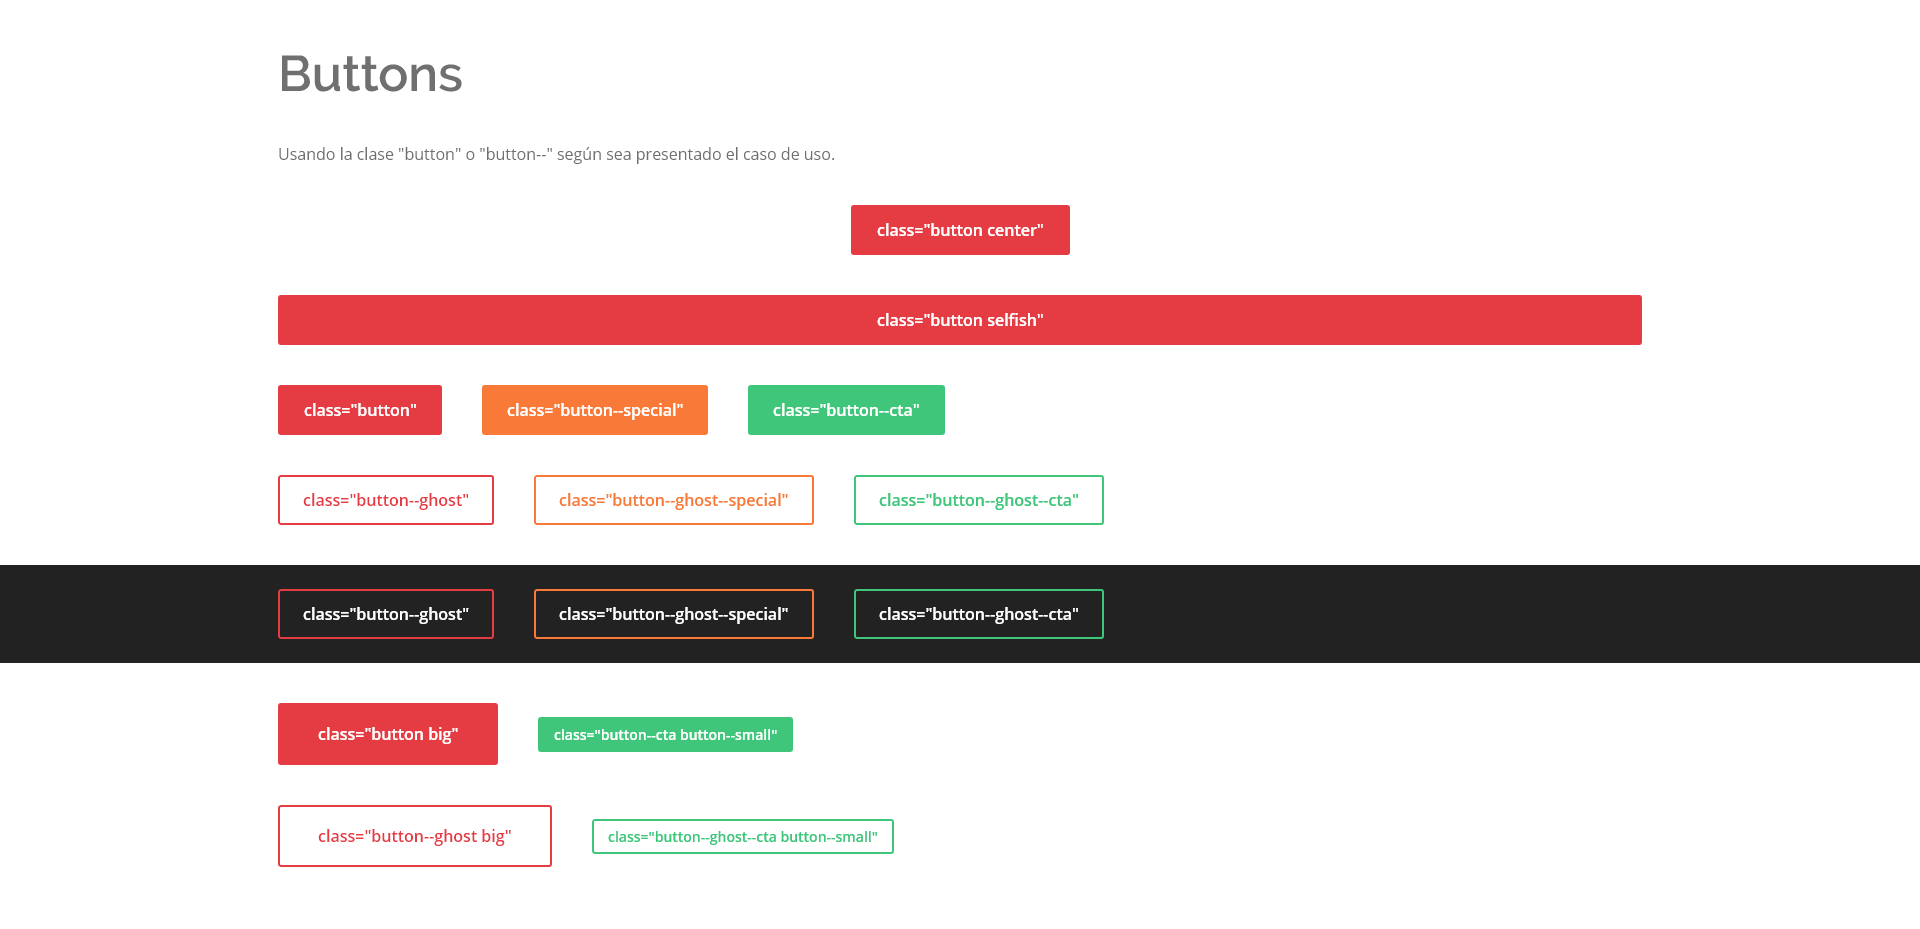 Buttons
Usando la clase "button" o "button--" según sea presentado el caso de uso.
class="button center"
class="button selfish"
class="button"
class="button--special"
class="button--cta"
class="button--ghost"
class="button--ghost--special"
class="button--ghost--cta"
class="button--ghost"
class="button--ghost--special"
class="button--ghost--cta"
class="button big"
class="button--cta button--small"
class="button--ghost big"
class="button--ghost--cta button--small"